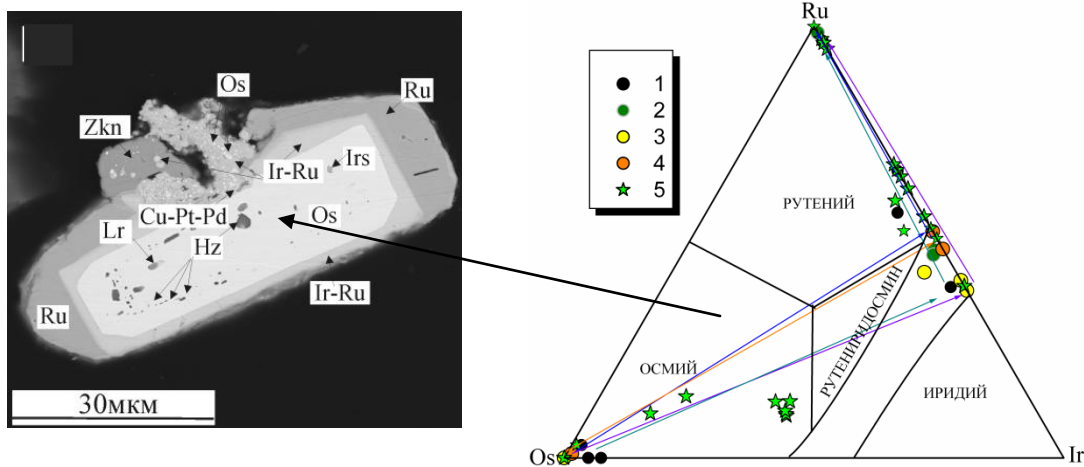 Os
Ru
Zkn
Ir-Ru
Irs
Cu-Pt-Pd
Os
Lr
Hz
Ir-Ru
Ru
30мкм
Ru
1
2
3
4
5
РУТЕНИЙ
РУТЕНИРИДОСМИН
ОСМИЙ
ИРИДИЙ
Os
Ir